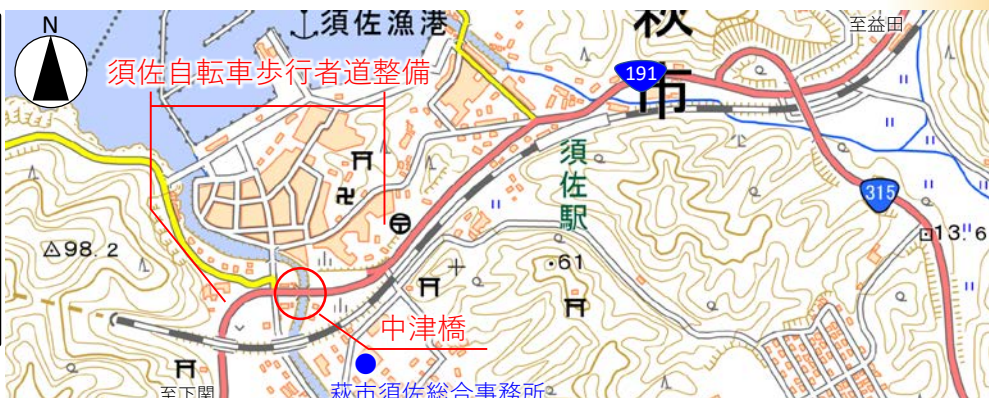 N
須佐漁港
萩
市
至益田
須佐自転車歩行者道整備
191
須佐駅
315
98.2
13.6
61
中津橋
至下関
萩市須佐総合事務所